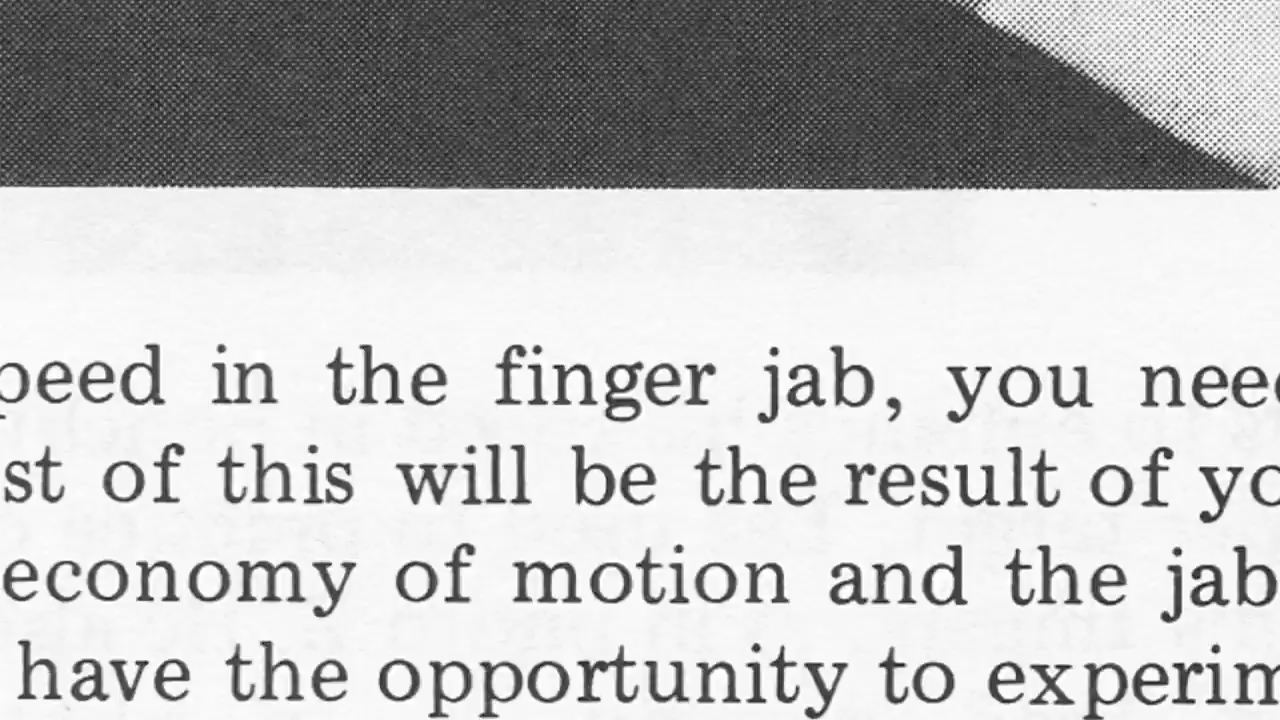 peed in the finger jab, you need
st of this will be the result of yo
economy of motion and the jab
have the opportunity to experim